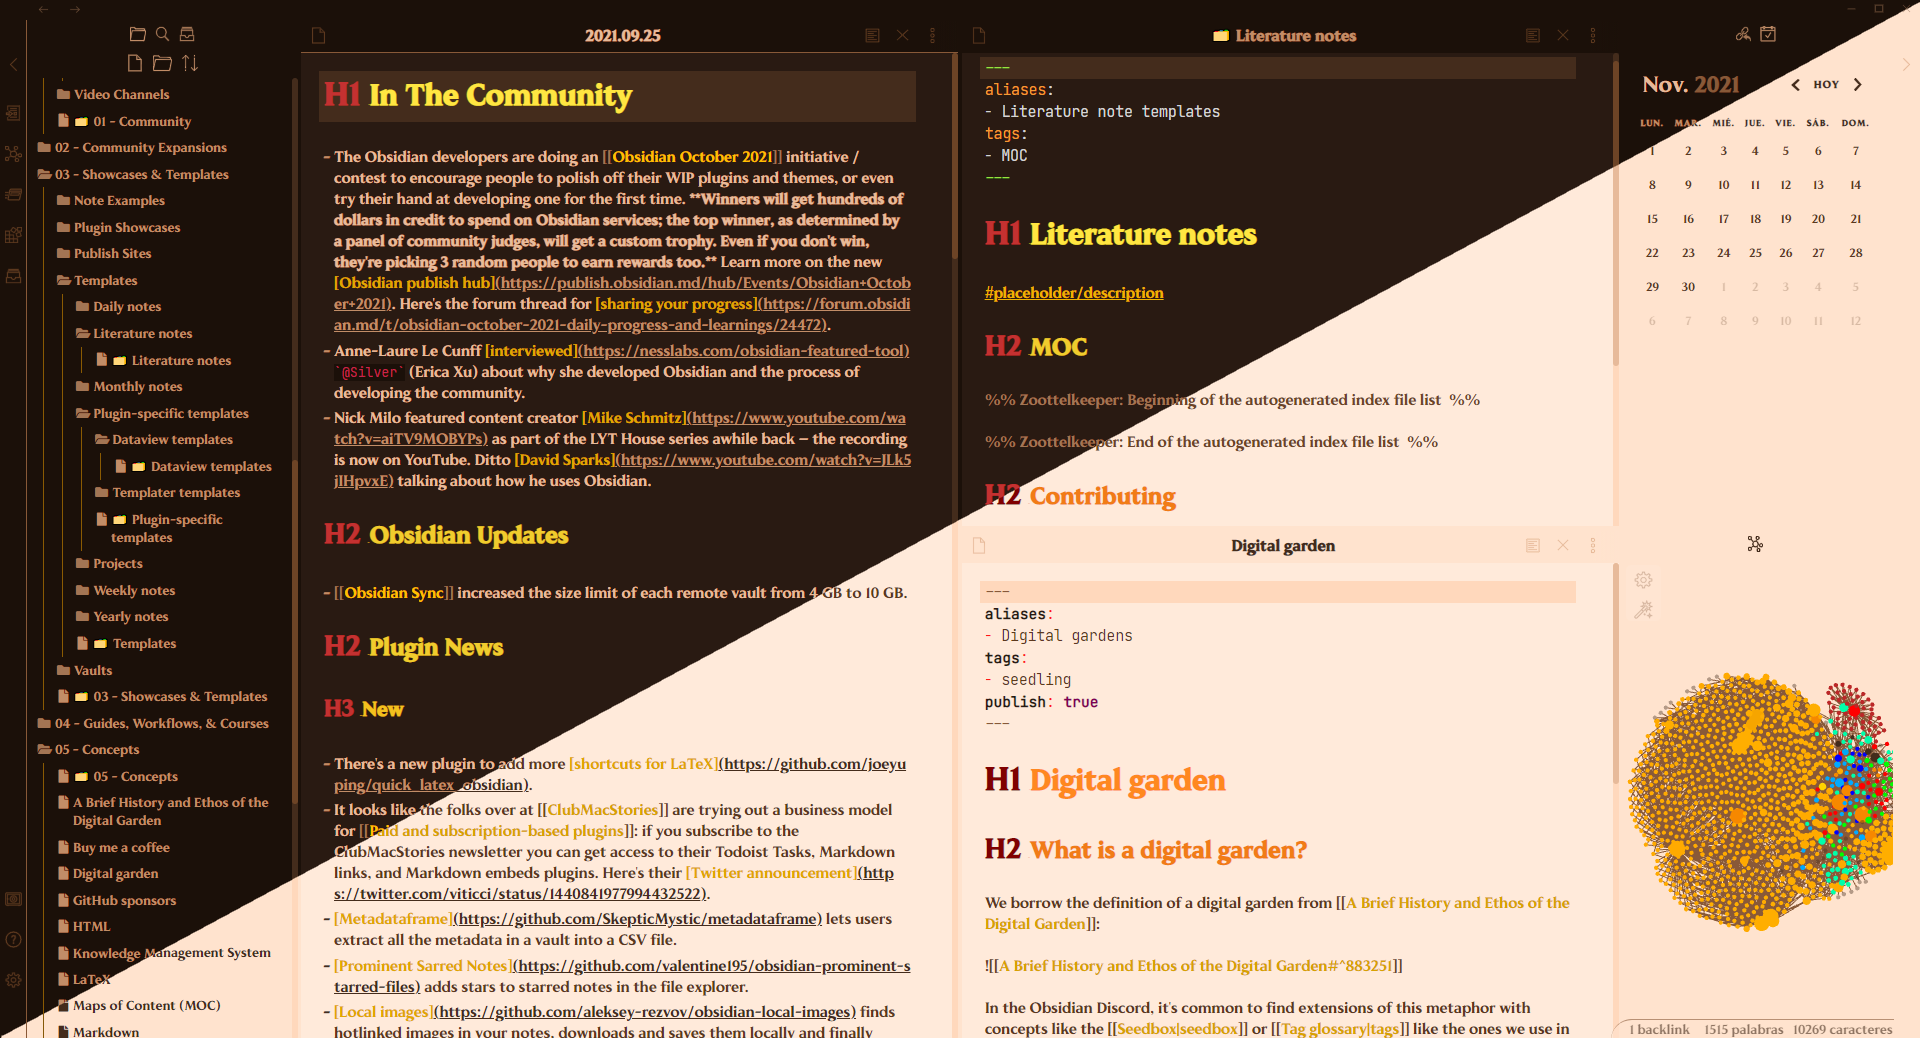 Video Channels
01 - Community
02 - Community Expansions
03 - Showcases & Templates
Note Examples
Plugin Showcases
Publish Sites
Templates
Daily notes
Literature notes
Literature notes
Monthly notes
Plugin-specific templates
Dataview templates
Dataview templates
Templater templates
Plugin-specific
templates
Projects
Weekly notes
Yearly notes
Templates
Vaults
03 - Showcases & Templates
04 - Guides, Workflows, & Courses
05 - Concepts
05 - Concepts
A Brief History and Ethos of the
Digital Garden
Buy me a coffee
Digital garden
GitHub sponsors
HTML
Knowledge Management System
LaTeX
Maps of Content (MOC)
Markdown
2021.09.25
H1 In The Community
- The Obsidian developers are doing an [[Obsidian October 2021]] initiative /
contest to encourage people to polish off their WIP plugins and themes, or even
try their hand at developing one for the first time. **Winners will get hundreds of
dollars in credit to spend on Obsidian services; the top winner, as determined by
a panel of community judges, will get a custom trophy. Even if you don't win,
they're picking 3 random people to earn rewards too.** Learn more on the new
[Obsidian publish hub](https://publish.obsidian.md/hub/Events/Obsidian+Octob
er+2021). Here's the forum thread for [sharing your progress](https://forum.obsidi
an.md/t/obsidian-october-2021-daily-progress-and-learnings/24472).
- Anne-Laure Le Cunff [interviewed](https://nesslabs.com/obsidian-featured-tool)
`@Silver` (Erica Xu) about why she developed Obsidian and the process of
developing the community.
- Nick Milo featured content creator [Mike Schmitz](https://www.youtube.com/wa
tch?v=aiTV9MOBYPs) as part of the LYT House series awhile back – the recording
is now on YouTube. Ditto [David Sparks](https://www.youtube.com/watch?v=JLk5
jIHpvxE) talking about how he uses Obsidian.
H2 Obsidian Updates
- [[Obsidian Sync]] increased the size limit of each remote vault from 4 GB to 10 GB.
H2 Plugin News
H3 New
- There's a new plugin to add more [shortcuts for LaTeX](https://github.com/joeyu
ping/quick_latex_obsidian).
- It looks like the folks over at [[ClubMacStories]] are trying out a business model
for [[Paid and subscription-based plugins]]: if you subscribe to the
ClubMacStories newsletter you can get access to their Todoist Tasks, Markdown
links, and Markdown embeds plugins. Here's their [Twitter announcement](http
s://twitter.com/viticci/status/1440841977994432522).
- [Metadataframe](https://github.com/SkepticMystic/metadataframe) lets users
extract all the metadata in a vault into a CSV file.
- [Prominent Sarred Notes](https://github.com/valentine195/obsidian-prominent-s
tarred-files) adds stars to starred notes in the file explorer.
- [Local images](https://github.com/aleksey-rezvov/obsidian-local-images) finds
hotlinked images in your notes, downloads and saves them locally and finally
Literature notes
---
aliases:
- Literature note templates
tags:
- MOC
---
H1 Literature notes
#placeholder/description
H2 MOC
%% Zoottelkeeper: Beginning of the autogenerated index file list %%
%% Zoottelkeeper: End of the autogenerated index file list %%
H2 Contributing
Digital garden
---
aliases:
- Digital gardens
tags:
- seedling
publish: true
---
H1 Digital garden
H2 What is a digital garden?
We borrow the definition of a digital garden from [[A Brief History and Ethos of the
Digital Garden]]:
![[A Brief History and Ethos of the Digital Garden#^883251]]
In the Obsidian Discord, it's common to find extensions of this metaphor with
concepts like the [[Seedbox|seedbox]] or [[Tag glossary|tags]] like the ones we use in
Nov. 2021 HOY
LUN. MAR. MIÉ. JUE. VIE. SÁB. DOM.
1 2 3 4 5 6 7
8 9 10 11 12 13 14
15 16 17 18 19 20 21
22 23 24 25 26 27 28
29 30 1 2 3 4 5
6 7 8 9 10 11 12
1 backlink 1515 palabras 10269 caracteres